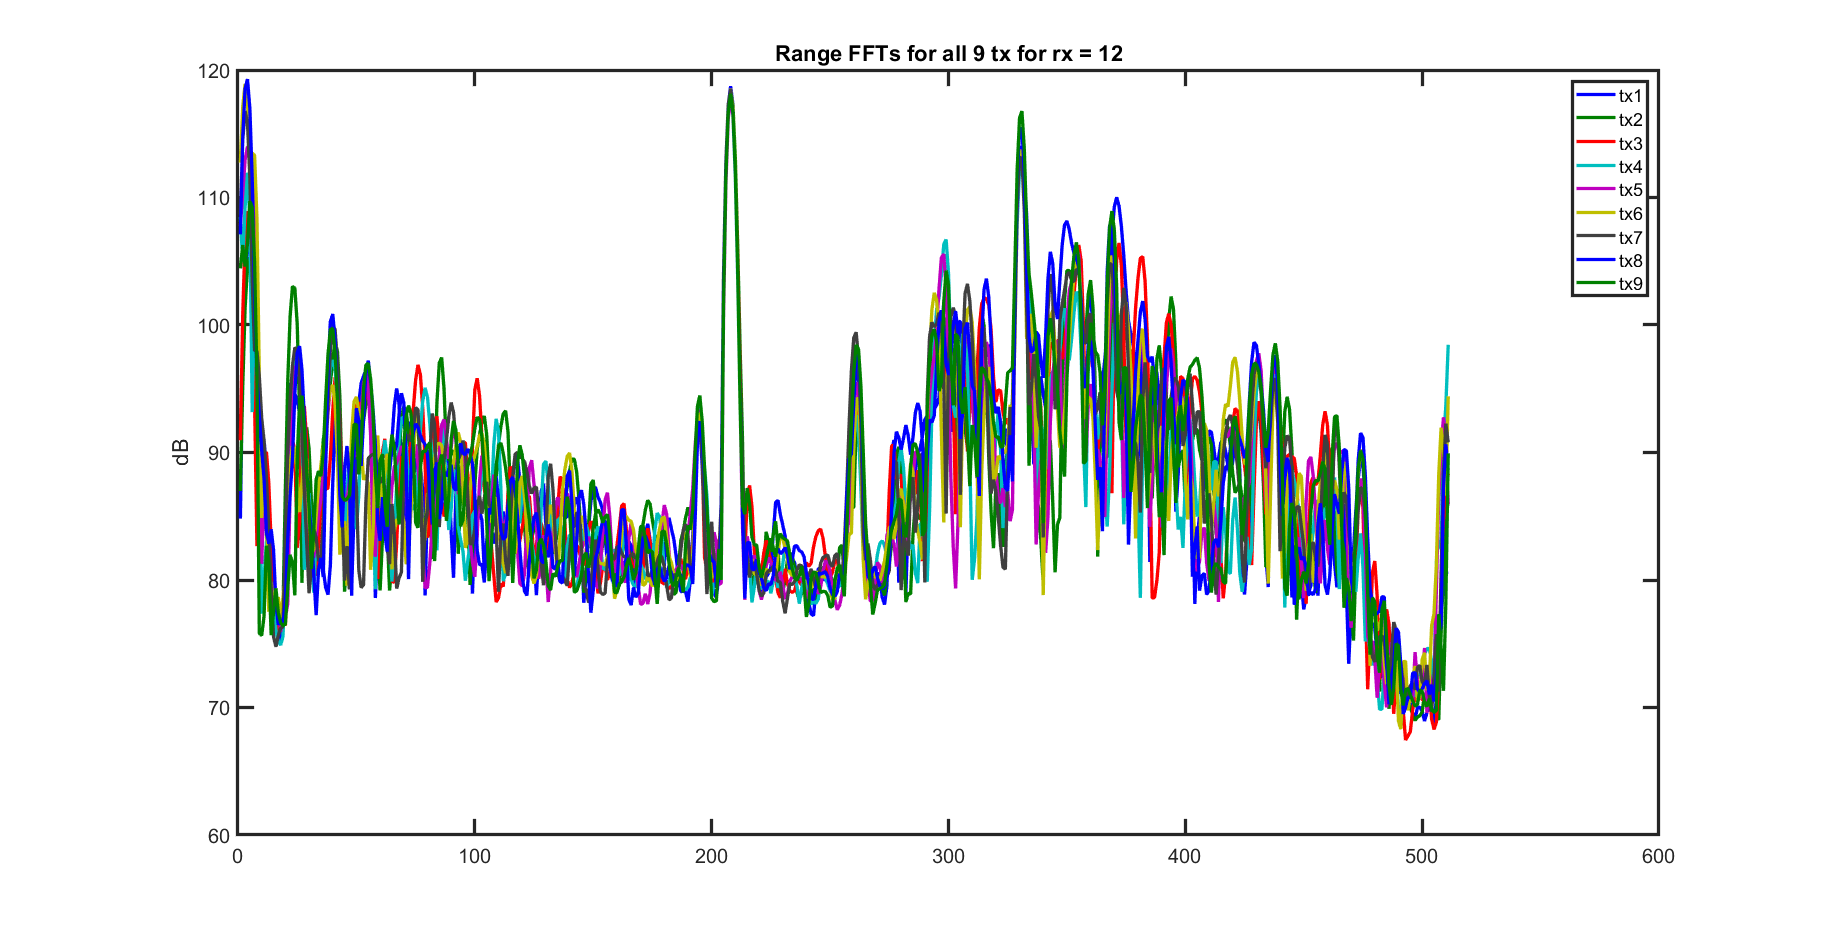 Range FFTs for all 9 tx for rx = 12
120
110
100
90
80
70
60
dB
0 100 200 300 400 500 600
tx1
tx2
tx3
tx4
tx5
tx6
tx7
tx8
tx9